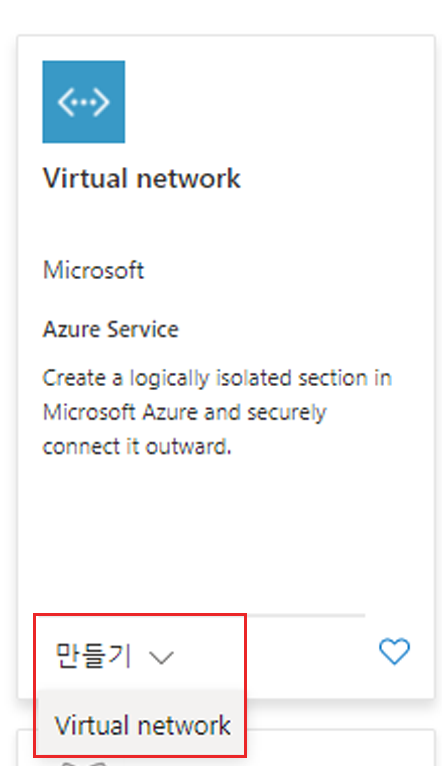 Virtual network
Microsoft
Azure Service
Create a logically isolated section in
Microsoft Azure and securely
connect it outward.
만들기
Virtual network